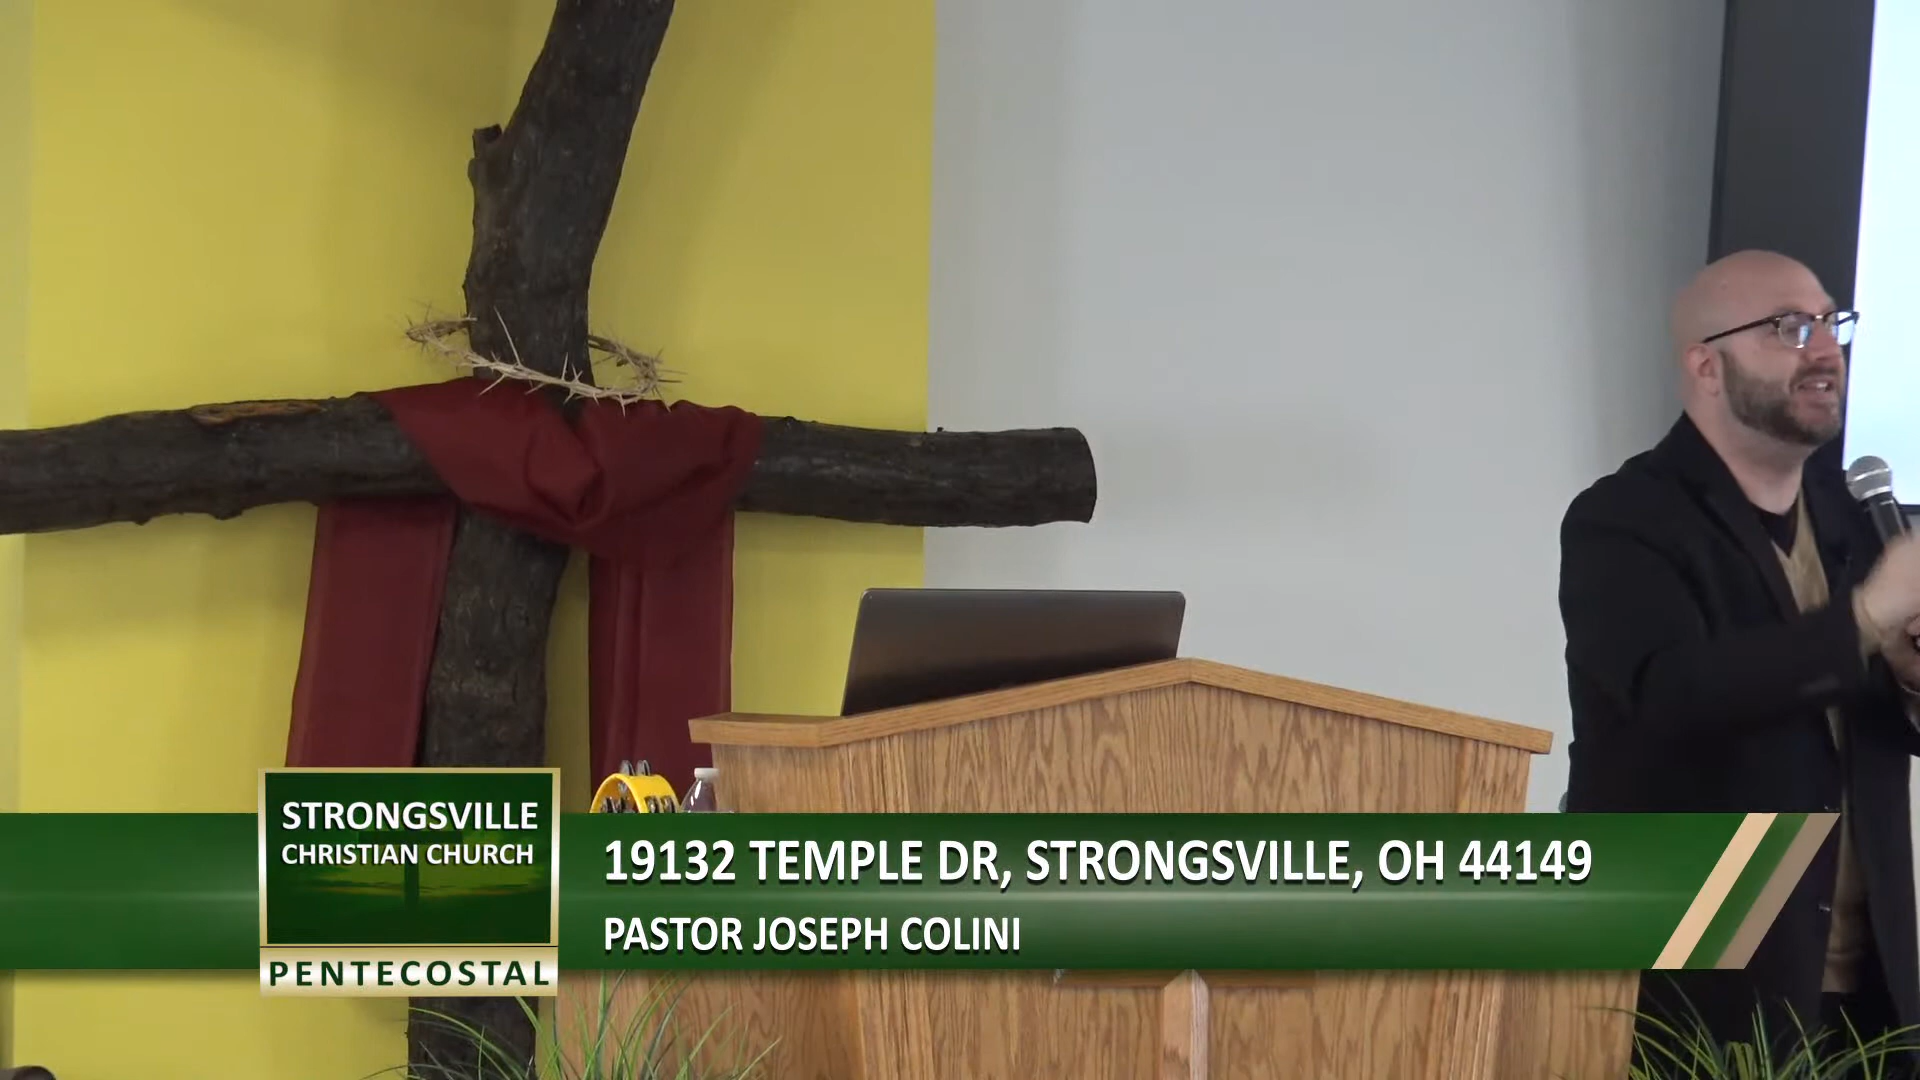 STRONGSVILLE
CHRISTIAN CHURCH
PENTECOSTAL
19132 TEMPLE DR, STRONGSVILLE, OH 44149
PASTOR JOSEPH COLINI